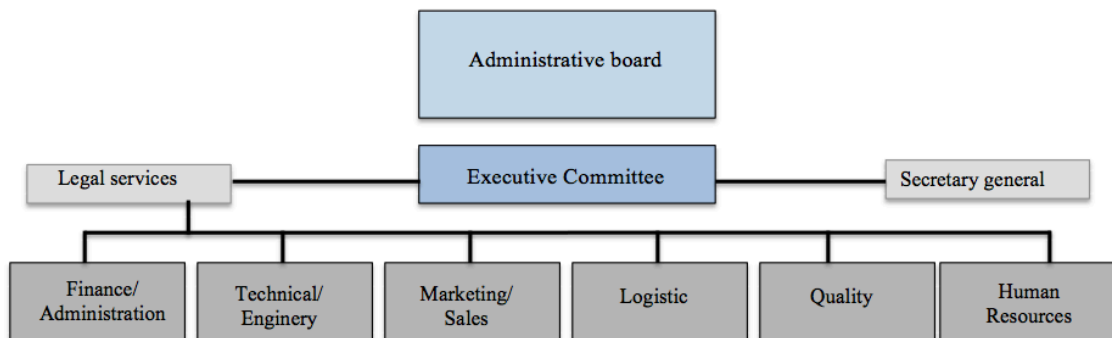 Administrative board
Legal services
Executive Committee
Secretary general
Finance/
Administration
Technical/
Enginery
Marketing/
Sales
Logistic
Quality
Human
Resources